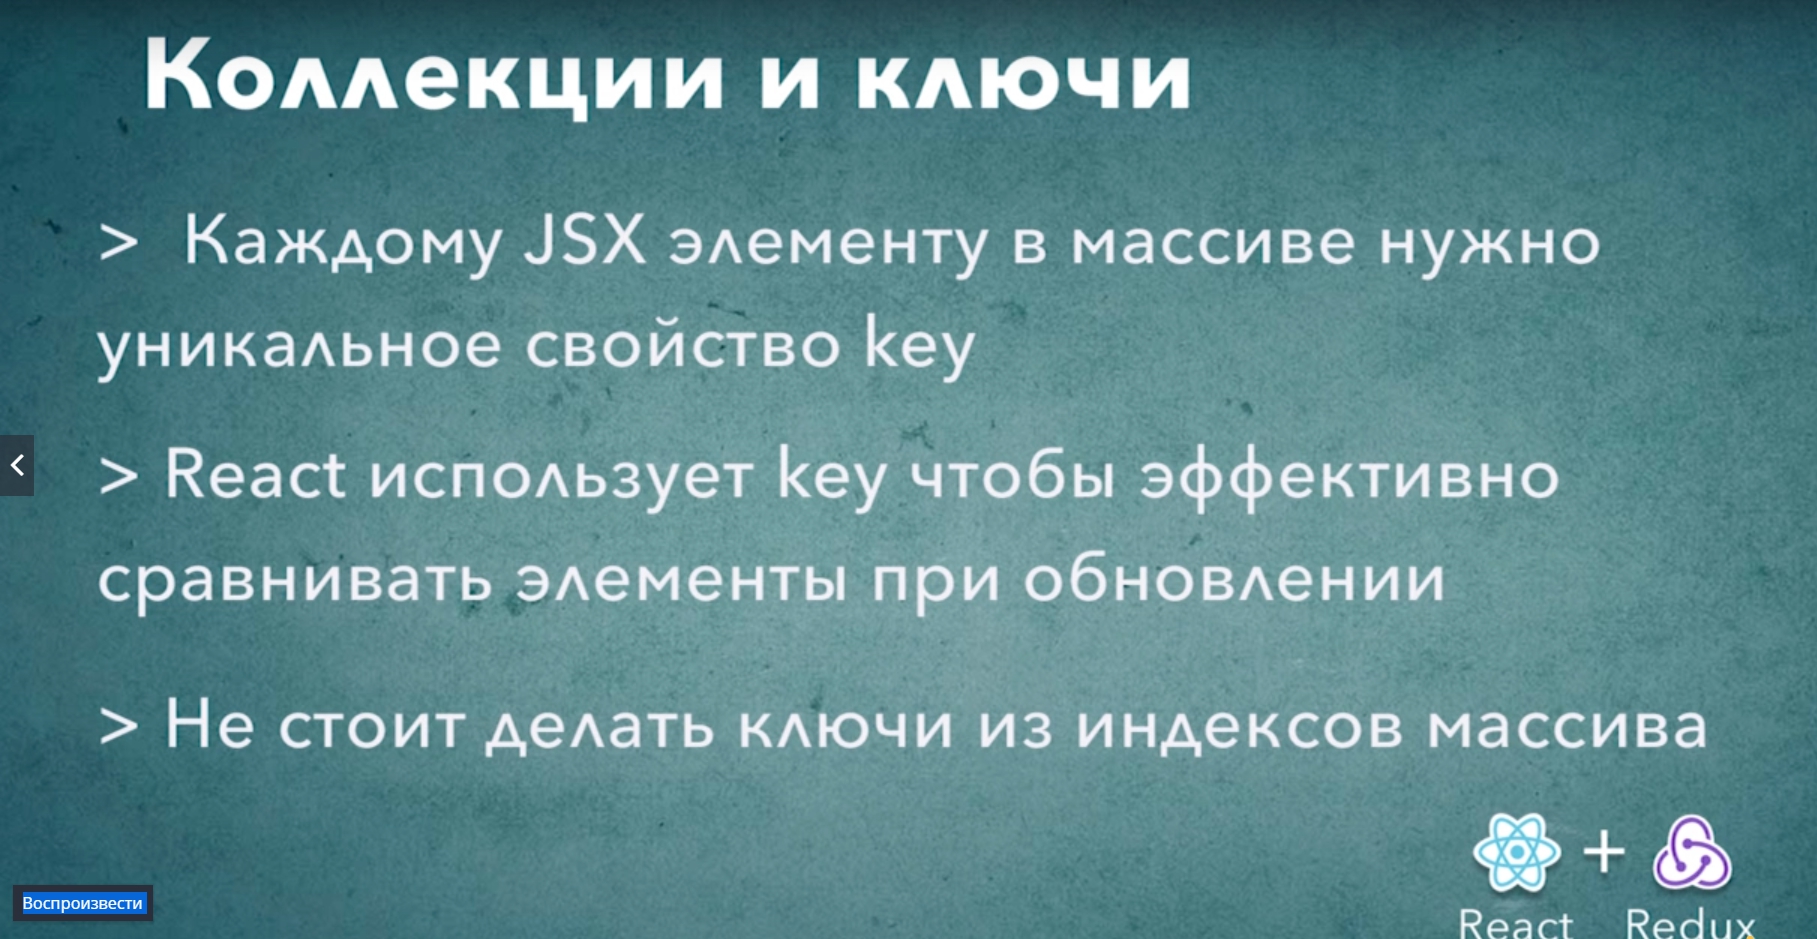 Коллекции и ключи
> Каждому JSX элементу в массиве нужно
уникальное свойство key
> React использует key чтобы эффективно
сравнивать элементы при обновлении
> Не стоит делать ключи из индексов массива
+
Воспроизвести
React Redux